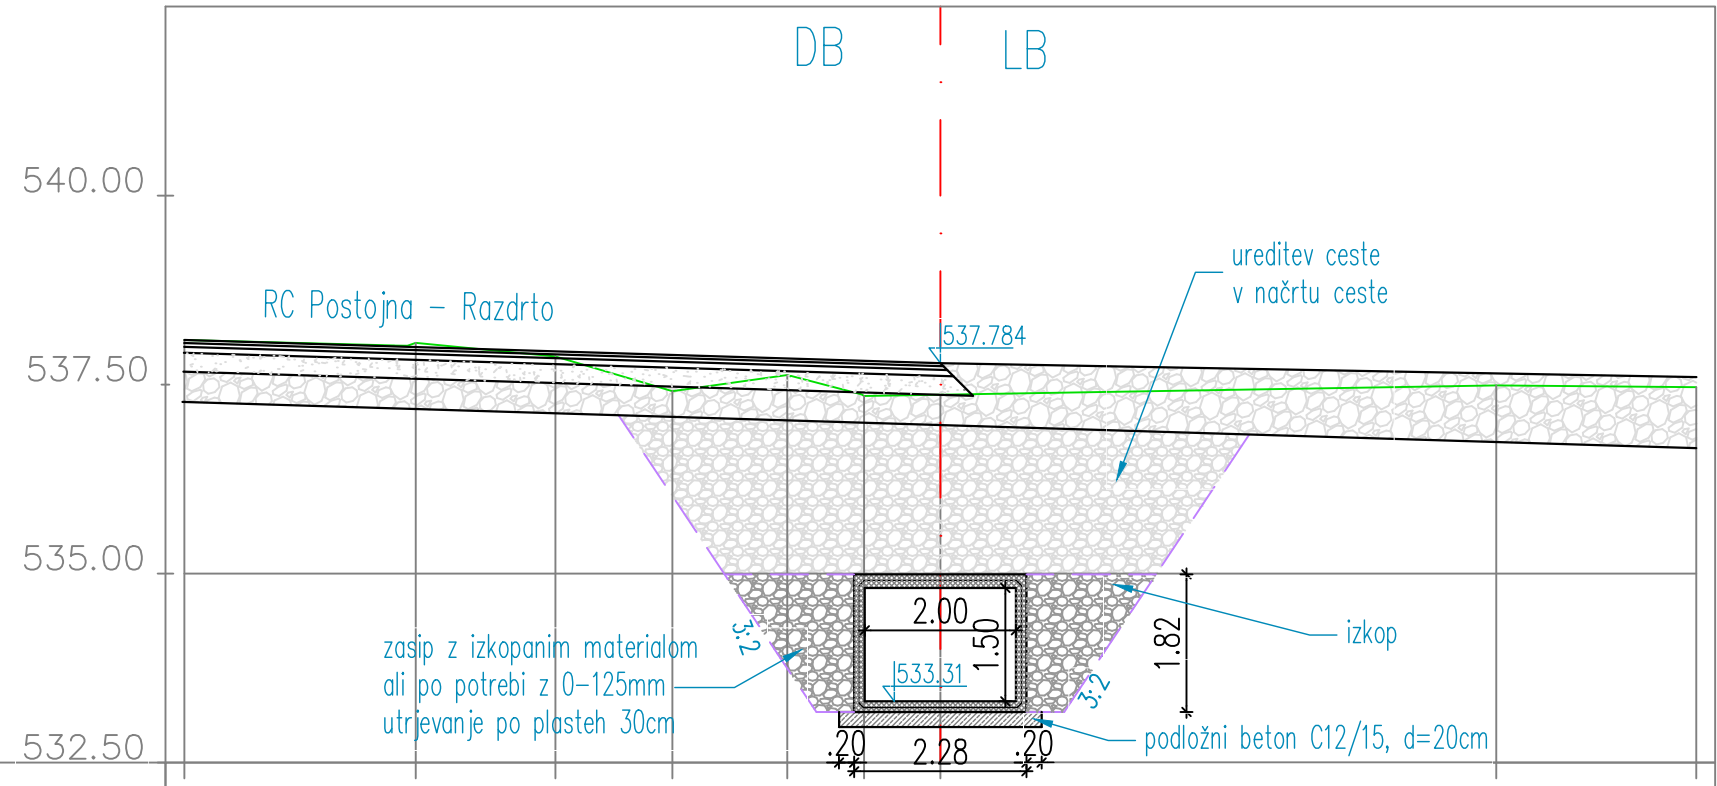 DB
LB
540.00
ureditev ceste
v načrtu ceste
RC Postojna - Razdrto
537.784
537.50
535.00
2.00
1.50
533.31
3:2
3:2
1.82
izkop
zasip z izkopanim materialom
ali po potrebi z 0-125mm
utrjevanje po plasteh 30cm
podložni beton C12/15, d=20cm
532.50
.20
2.28
.20